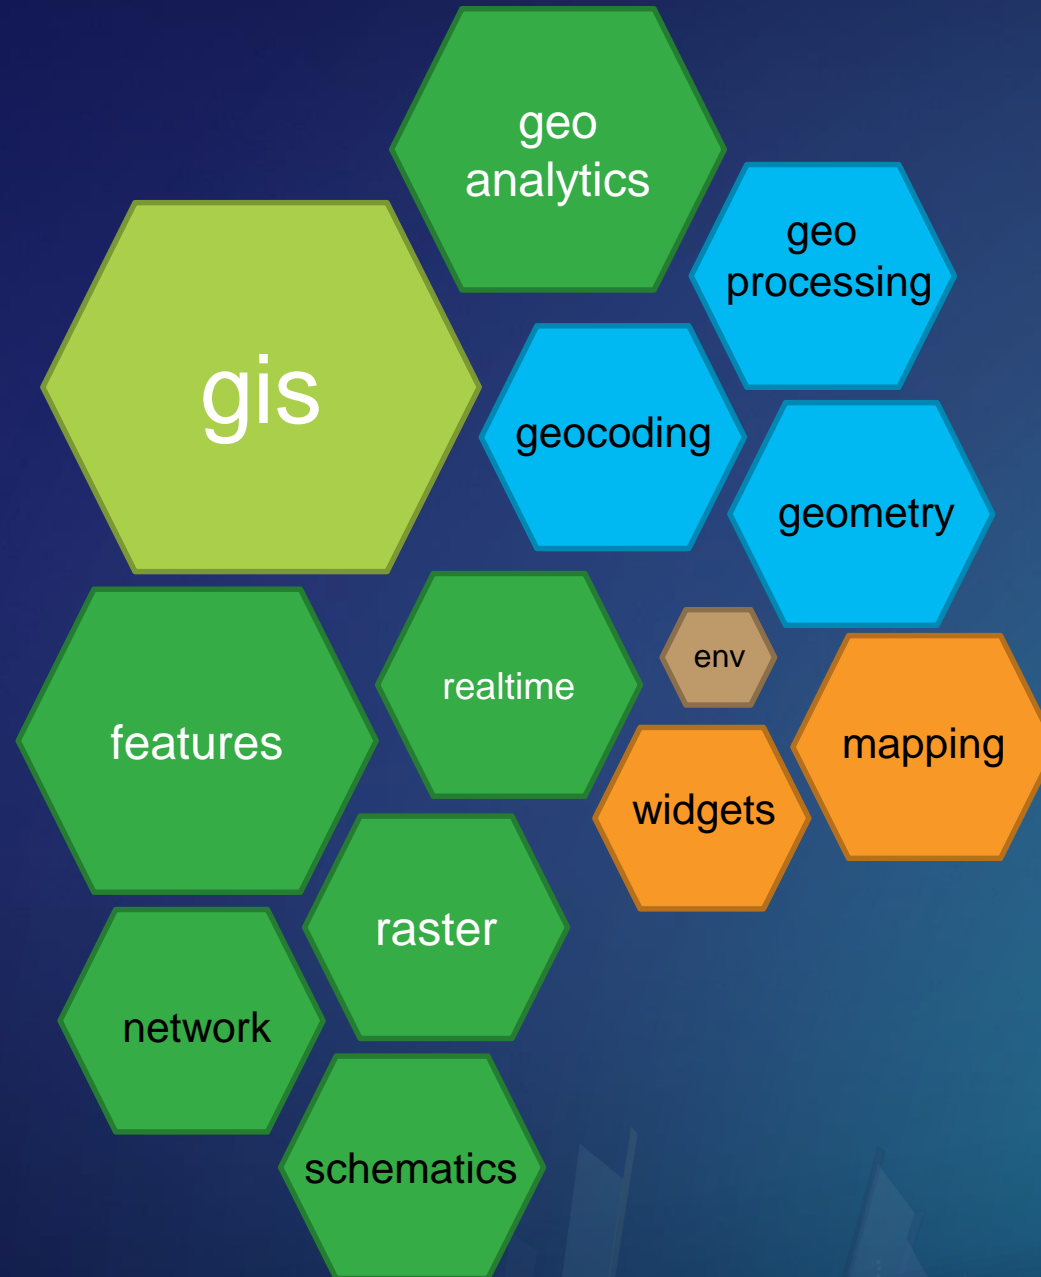 geo
analytics
geo
processing
gis
geocoding
geometry
env
realtime
features
mapping
widgets
raster
network
schematics